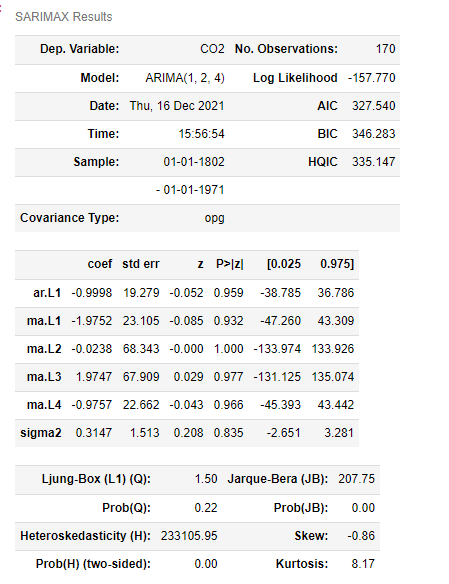 SARIMAX Results
Dep. Variable: CO2 No. Observations: 170
Model: ARIMA(1, 2, 4) Log Likelihood -157.770
Date: Thu, 16 Dec 2021 AIC 327.540
Time: 15:56:54 BIC 346.283
Sample: 01-01-1802 HQIC 335.147
- 01-01-1971
Covariance Type: opg
coef std err z P>|z| [0.025 0.975]
ar.L1 -0.9998 19.279 -0.052 0.959 -38.785 36.786
ma.L1 -1.9752 23.105 -0.085 0.932 -47.260 43.309
ma.L2 -0.0238 68.343 -0.000 1.000 -133.974 133.926
ma.L3 1.9747 67.909 0.029 0.977 -131.125 135.074
ma.L4 -0.9757 22.662 -0.043 0.966 -45.393 43.442
sigma2 0.3147 1.513 0.208 0.835 -2.651 3.281
Ljung-Box (L1) (Q): 1.50 Jarque-Bera (JB): 207.75
Prob(Q): 0.22 Prob(JB): 0.00
Heteroskedasticity (H): 233105.95 Skew: -0.86
Prob(H) (two-sided): 0.00 Kurtosis: 8.17